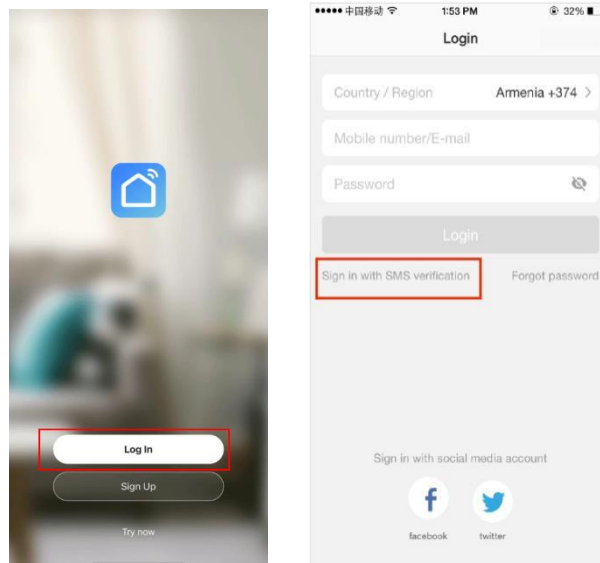 Log In
Sign Up
Try now
中国移动 1:53 PM 32%
Login
Country / Region Armenia +374 >
Mobile number/E-mail
Password
Login
Sign in with SMS verification Forgot password
Sign in with social media account
facebook twitter